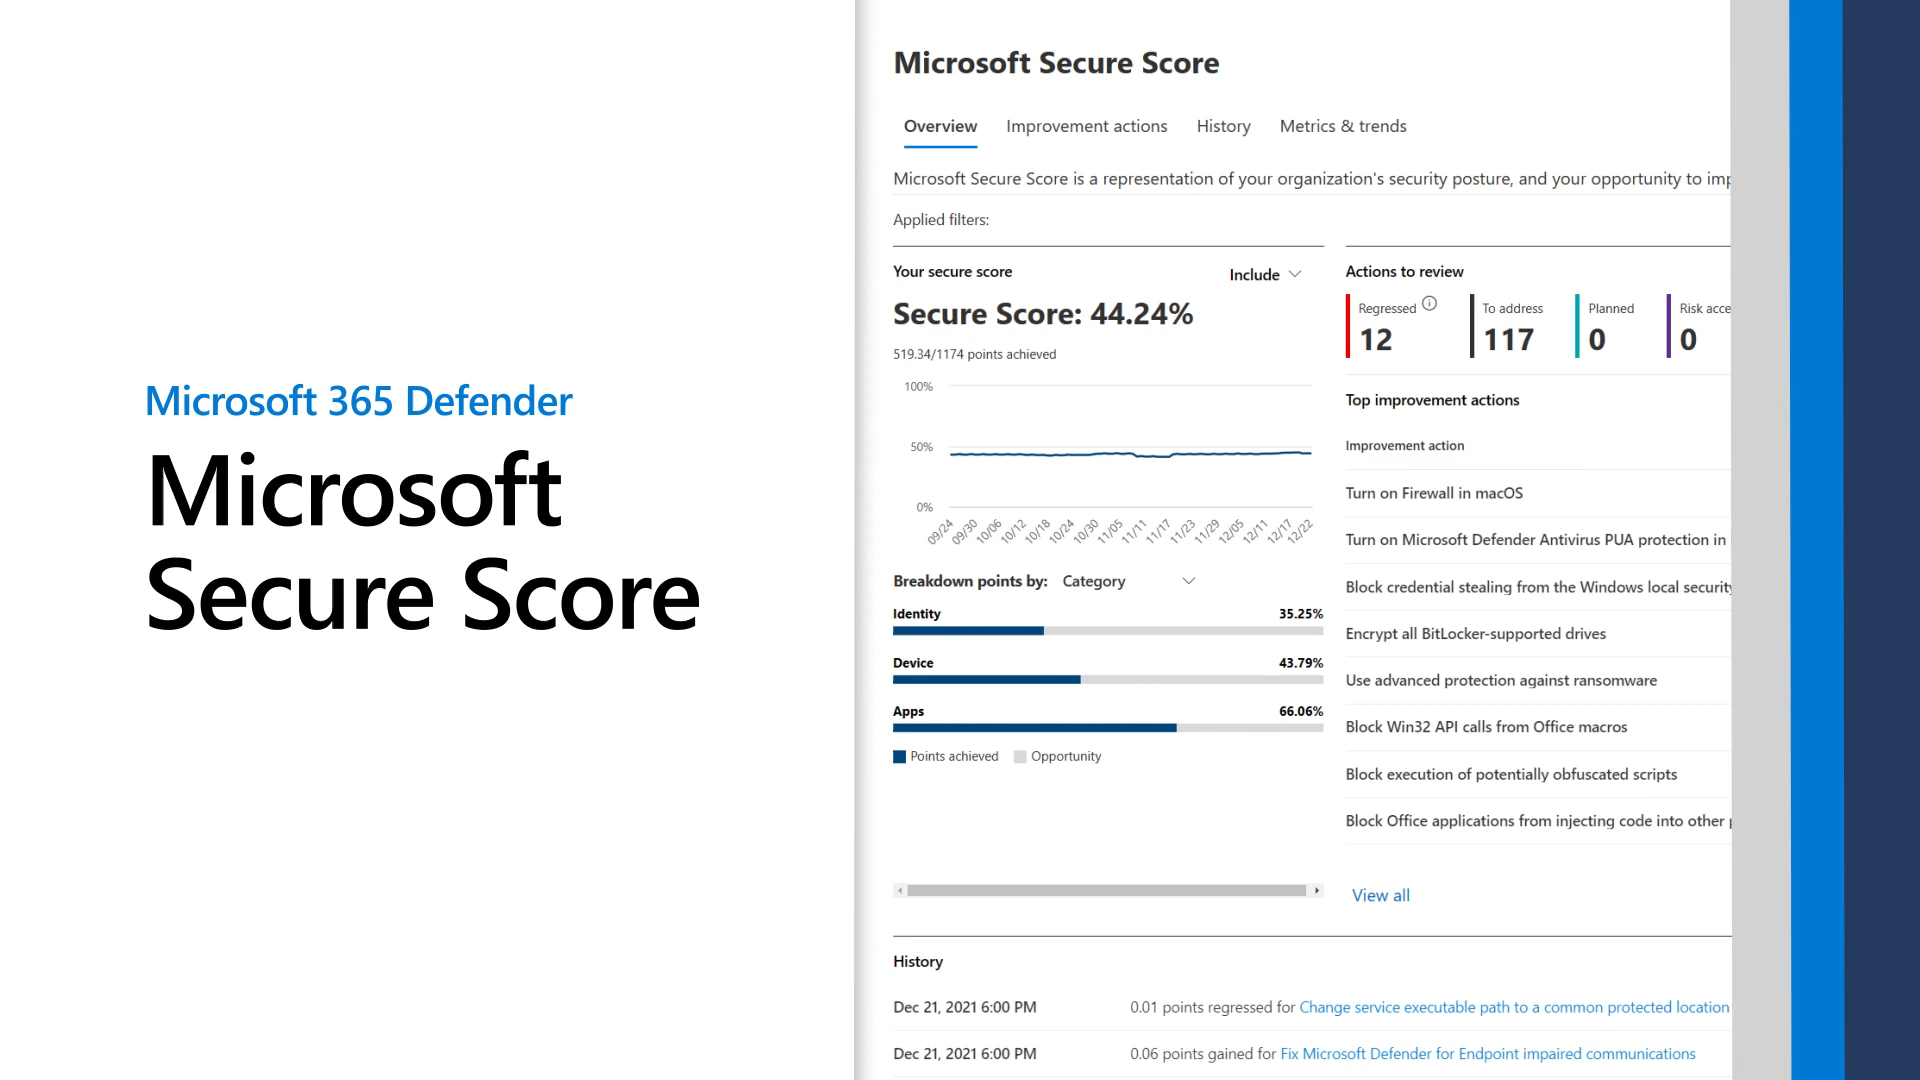 Microsoft 365 Defender
Microsoft
Secure Score
Microsoft Secure Score
Overview Improvement actions History Metrics & trends
Microsoft Secure Score is a representation of your organization's security posture, and your opportunity to
Applied filters:
Your secure score
Include
Secure Score: 44.24%
519.34/1174 points achieved
100%
50%
0%
09/24 09/30 10/06 10/12 10/18 10/24 10/30 11/05 11/11 11/17 11/23 11/29 12/05 12/11 12/17 12/22
Breakdown points by: Category
Identity 35.25%
Device 43.79%
Apps 66.06%
Points achieved Opportunity
Actions to review
Regressed To address Planned Risk
12 117 0 0
Top improvement actions
Improvement action
Turn on Firewall in macOS
Turn on Microsoft Defender Antivirus PUA protection in
Block credential stealing from the Windows local security
Encrypt all BitLocker-supported drives
Use advanced protection against ransomware
Block Win32 API calls from Office macros
Block execution of potentially obfuscated scripts
Block Office applications from injecting code into other
View all
History
Dec 21, 2021 6:00 PM 0.01 points regressed for Change service executable path to a common protected location
Dec 21, 2021 6:00 PM 0.06 points gained for Fix Microsoft Defender for Endpoint impaired communications